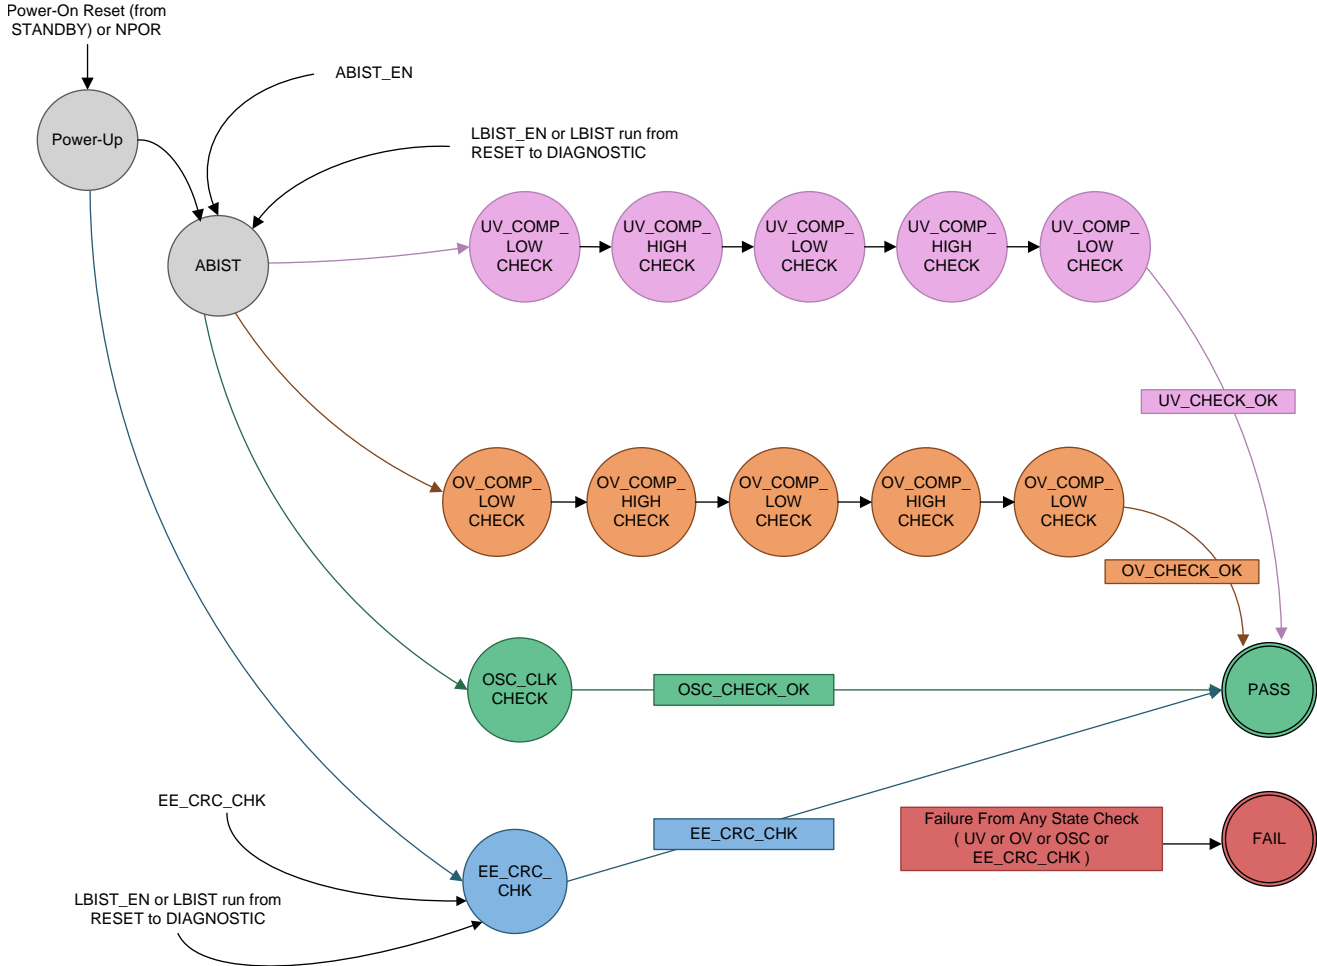 Power-On Reset (from
STANDBY) or NPOR
ABIST_EN
Power-Up
LBIST_EN or LBIST run from
RESET to DIAGNOSTIC
ABIST
UV_COMP_
LOW
CHECK
UV_COMP_
HIGH
CHECK
UV_COMP_
LOW
CHECK
UV_COMP_
HIGH
CHECK
UV_COMP_
LOW
CHECK
UV_CHECK_OK
OV_COMP_
LOW
CHECK
OV_COMP_
HIGH
CHECK
OV_COMP_
LOW
CHECK
OV_COMP_
HIGH
CHECK
OV_COMP_
LOW
CHECK
OV_CHECK_OK
OSC_CLK
CHECK
OSC_CHECK_OK
PASS
EE_CRC_CHK
EE_CRC_CHK
Failure From Any State Check
( UV or OV or OSC or
EE_CRC_CHK )
FAIL
EE_CRC_
CHK
LBIST_EN or LBIST run from
RESET to DIAGNOSTIC